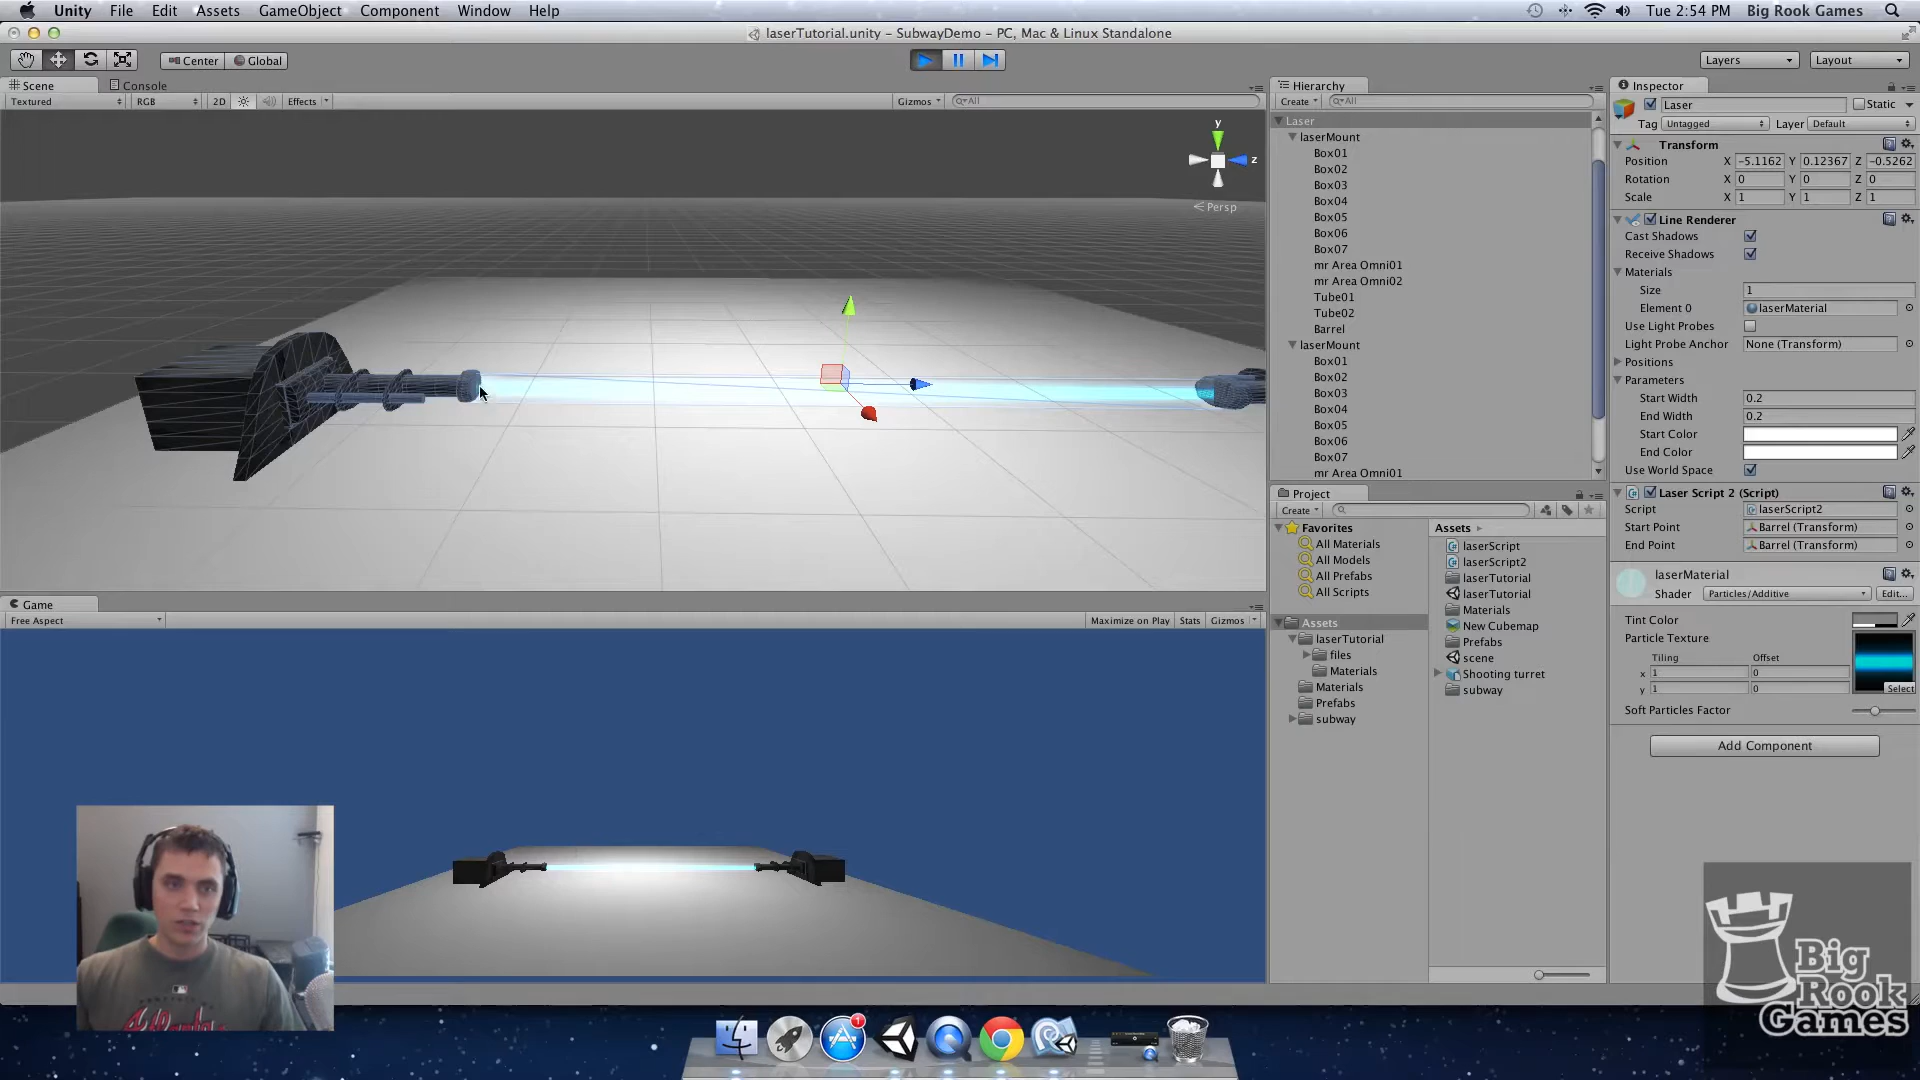 Unity File Edit Assets GameObject Component Window Help Tue 2:54 PM Big Rook Games
laserTutorial.unity – SubwayDemo – PC, Mac & Linux Standalone
Center Global Layers Layout
Scene Console
Textured RGB 2D Effects Gizmos All
y
z
Persp
Game
Free Aspect Maximize on Play Stats Gizmos
Hierarchy
Create All
Laser
laserMount
Box01
Box02
Box03
Box04
Box05
Box06
Box07
mr Area Omni01
mr Area Omni02
Tube01
Tube02
Barrel
laserMount
Box01
Box02
Box03
Box04
Box05
Box06
Box07
mr Area Omni01
Project
Create
Favorites
All Materials
All Models
All Prefabs
All Scripts
Assets
laserTutorial
files
Materials
Materials
Prefabs
subway
Assets
laserScript
laserScript2
laserTutorial
laserTutorial
Materials
New Cubemap
Prefabs
scene
Shooting turret
subway
Inspector
Laser Static
Tag Untagged Layer Default
Transform
Position X −5.1162 Y 0.12367 Z −0.5262
Rotation X 0 Y 0 Z 0
Scale X 1 Y 1 Z 1
Line Renderer
Cast Shadows
Receive Shadows
Materials
Size 1
Element 0 laserMaterial
Use Light Probes
Light Probe Anchor None (Transform)
Positions
Parameters
Start Width 0.2
End Width 0.2
Start Color
End Color
Use World Space
Laser Script 2 (Script)
Script laserScript2
Start Point Barrel (Transform)
End Point Barrel (Transform)
laserMaterial
Shader Particles/Additive Edit...
Tint Color
Particle Texture
Tiling Offset
x 1 0
y 1 0
Select
Soft Particles Factor
Add Component
1
Big
Rook
Games